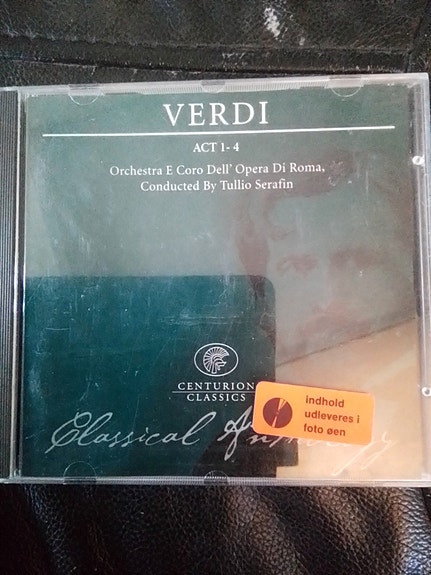 VERDI
ACT 1- 4
Orchestra E Coro Dell' Opera Di Roma,
Conducted By Tullio Serafin
CENTURION
CLASSICS
indhold
udleveres i
foto øen
Classical